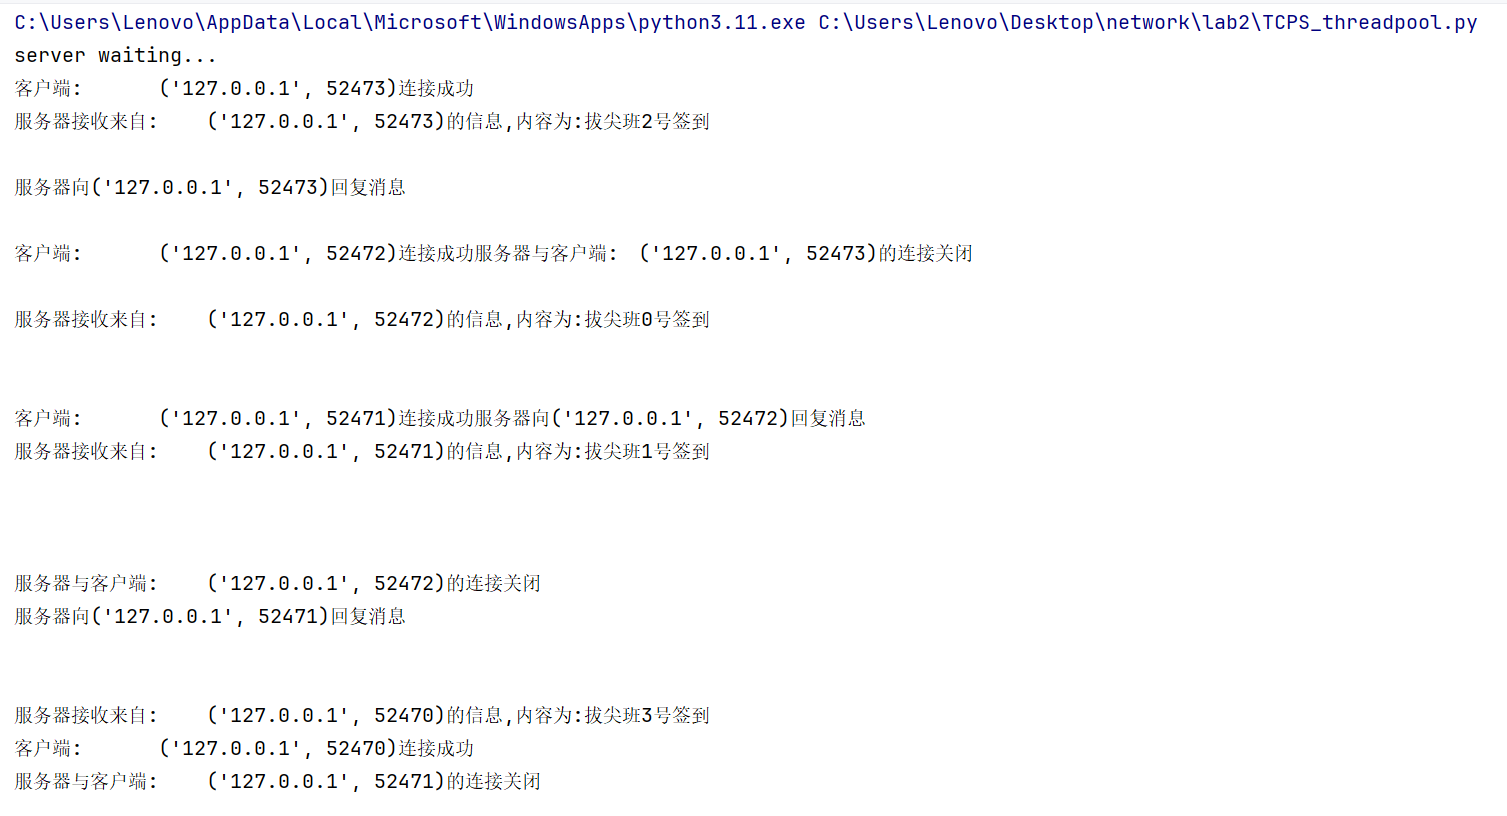 C:\Users\Lenovo\AppData\Local\Microsoft\WindowsApps\python3.11.exe C:\Users\Lenovo\Desktop\network\lab2\TCPS_threadpool.py
server waiting...
客户端:      ('127.0.0.1', 52473)连接成功
服务器接收来自:    ('127.0.0.1', 52473)的信息,内容为:拔尖班2号签到
服务器向('127.0.0.1', 52473)回复消息
客户端:      ('127.0.0.1', 52472)连接成功服务器与客户端:  ('127.0.0.1', 52473)的连接关闭
服务器接收来自:    ('127.0.0.1', 52472)的信息,内容为:拔尖班0号签到
客户端:      ('127.0.0.1', 52471)连接成功服务器向('127.0.0.1', 52472)回复消息
服务器接收来自:    ('127.0.0.1', 52471)的信息,内容为:拔尖班1号签到
服务器与客户端:    ('127.0.0.1', 52472)的连接关闭
服务器向('127.0.0.1', 52471)回复消息
服务器接收来自:    ('127.0.0.1', 52470)的信息,内容为:拔尖班3号签到
客户端:      ('127.0.0.1', 52470)连接成功
服务器与客户端:    ('127.0.0.1', 52471)的连接关闭